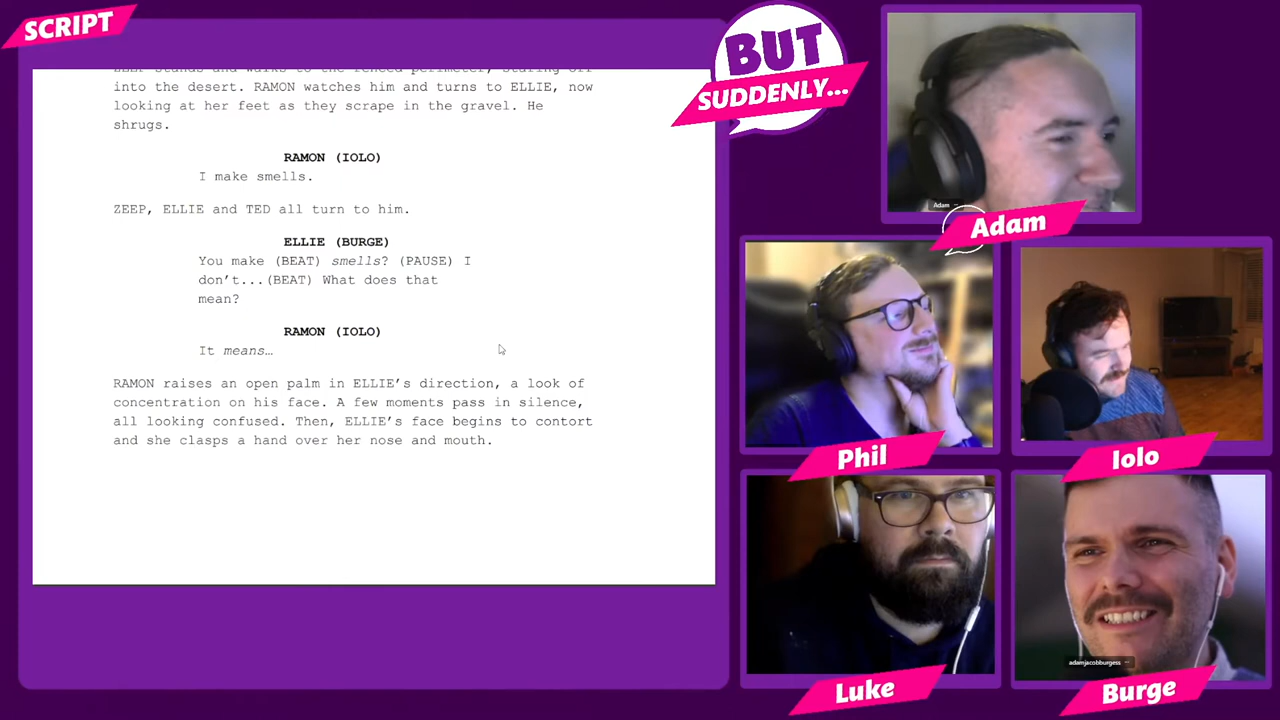 SCRIPT
BUT
SUDDENLY...
into the desert. RAMON watches him and turns to ELLIE, now
looking at her feet as they scrape in the gravel. He
shrugs.
RAMON (IOLO)
I make smells.
ZEEP, ELLIE and TED all turn to him.
ELLIE (BURGE)
You make (BEAT) smells? (PAUSE) I
don't...(BEAT) What does that
mean?
RAMON (IOLO)
It means…
RAMON raises an open palm in ELLIE's direction, a look of
concentration on his face. A few moments pass in silence,
all looking confused. Then, ELLIE's face begins to contort
and she clasps a hand over her nose and mouth.
Adam
Adam
Phil
Iolo
Luke
adamjacobburgess
Burge